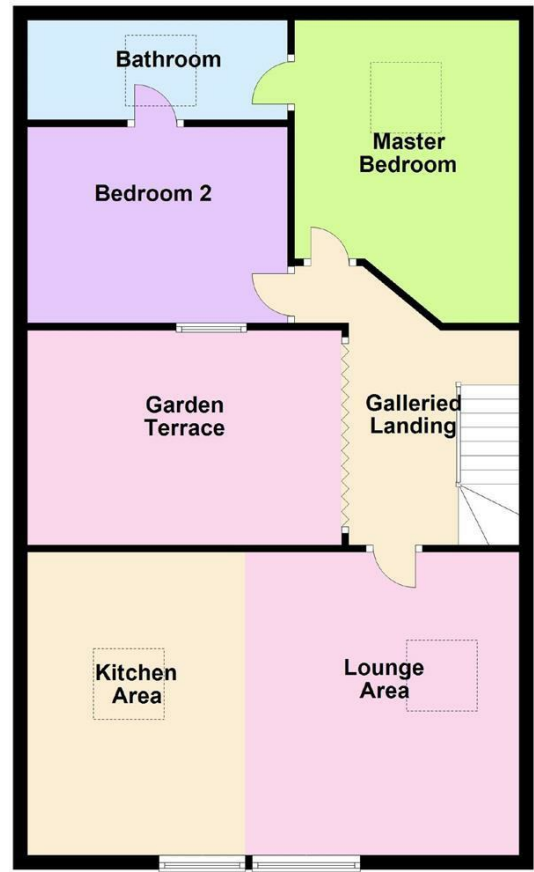 Bathroom
Master
Bedroom
Bedroom 2
Garden
Terrace
Galleried
Landing
Kitchen
Area
Lounge
Area